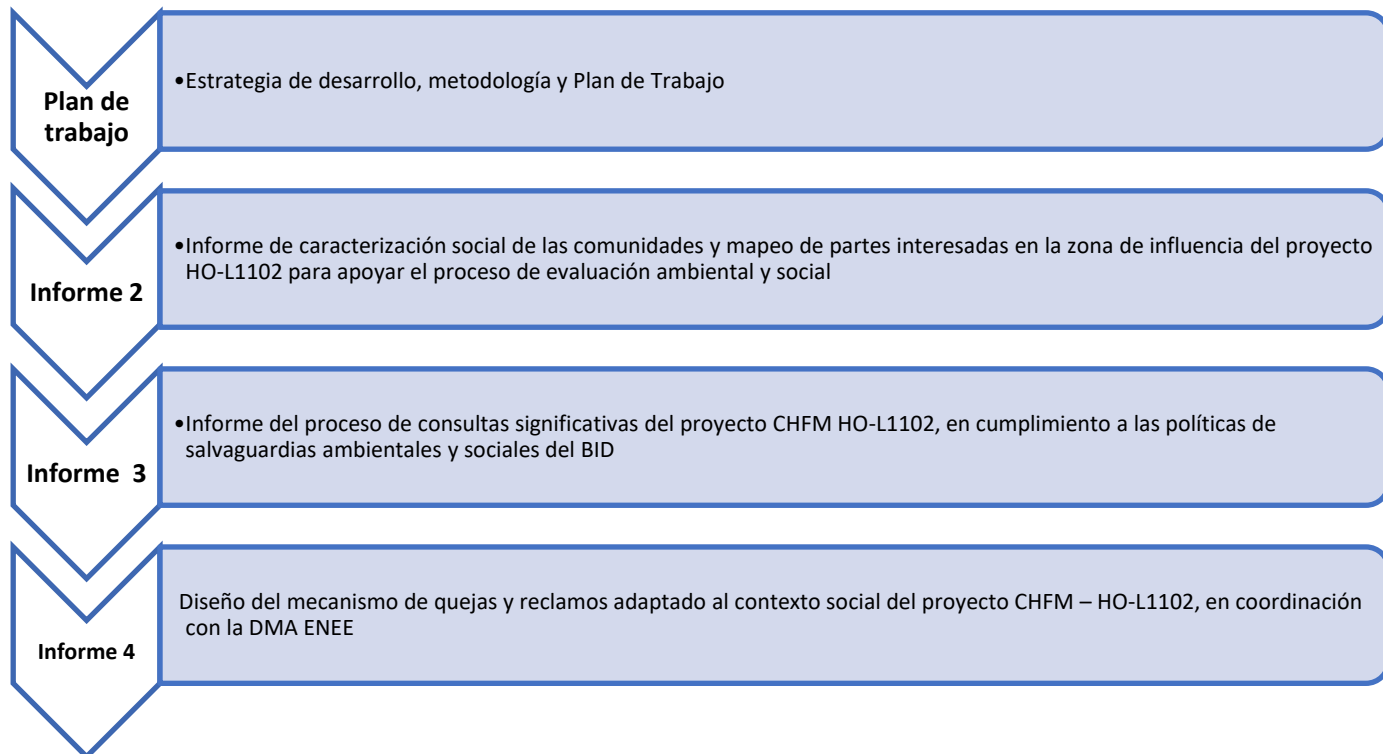 Plan de
trabajo
•Estrategia de desarrollo, metodología y Plan de Trabajo
Informe 2
•Informe de caracterización social de las comunidades y mapeo de partes interesadas en la zona de influencia del proyecto
HO-L1102 para apoyar el proceso de evaluación ambiental y social
Informe 3
•Informe del proceso de consultas significativas del proyecto CHFM HO-L1102, en cumplimiento a las políticas de
salvaguardias ambientales y sociales del BID
Informe 4
Diseño del mecanismo de quejas y reclamos adaptado al contexto social del proyecto CHFM – HO-L1102, en coordinación
con la DMA ENEE